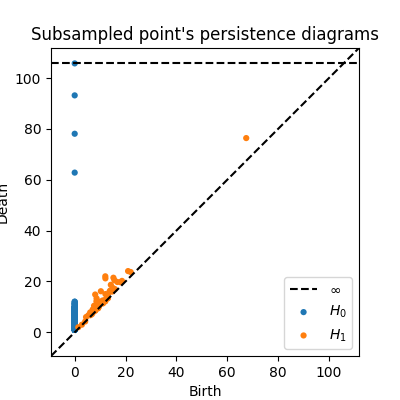 Subsampled point's persistence diagrams
100
80
60
40
20
0
Death
0 20 40 60 80 100
Birth
∞
H₀
H₁